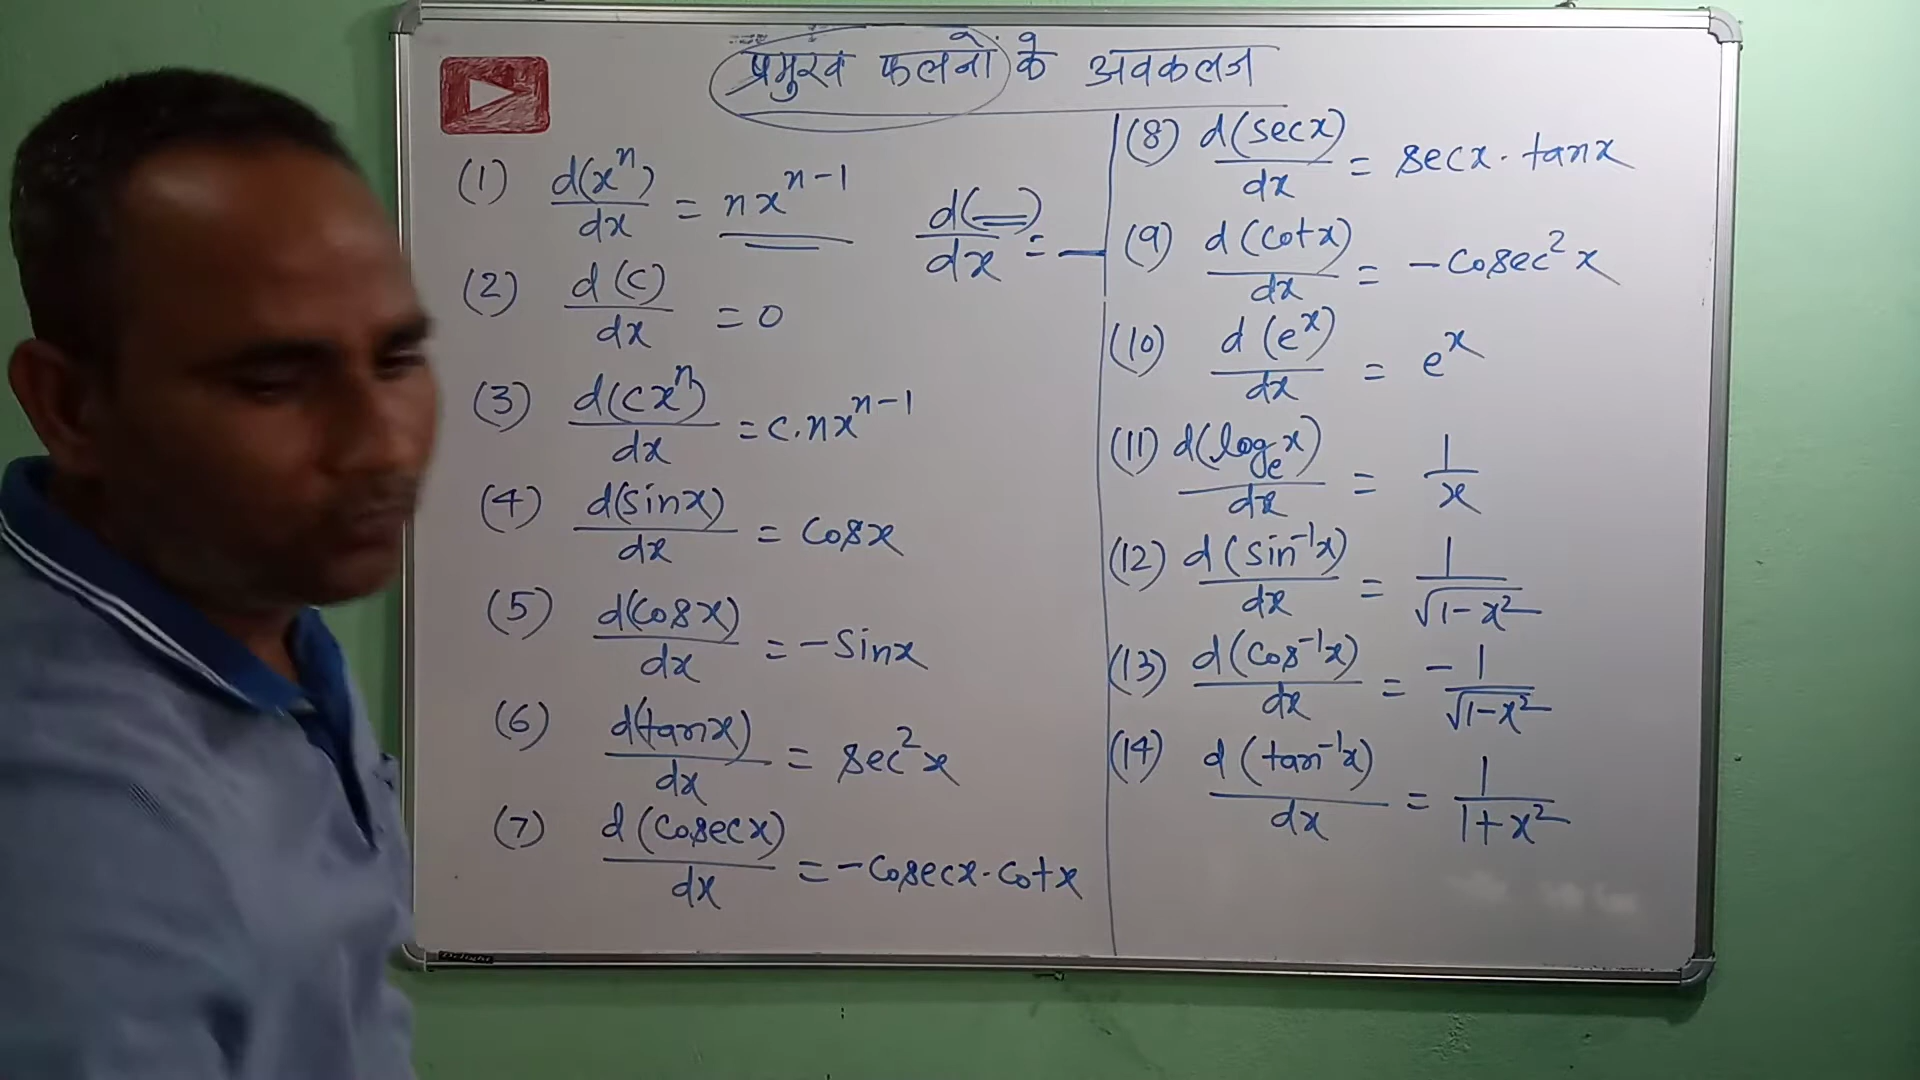 प्रमुख फलनों के अवकलज
(1) d(xⁿ)/dx = nxⁿ⁻¹
d(—)/dx = —
(2) d(c)/dx = 0
(3) d(cxⁿ)/dx = c.nxⁿ⁻¹
(4) d(sinx)/dx = cosx
(5) d(cosx)/dx = -sinx
(6) d(tanx)/dx = sec²x
(7) d(cosecx)/dx = -cosecx.cotx
(8) d(secx)/dx = secx.tanx
(9) d(cotx)/dx = -cosec²x
(10) d(eˣ)/dx = eˣ
(11) d(logₑx)/dx = 1/x
(12) d(sin⁻¹x)/dx = 1/√1-x²
(13) d(cos⁻¹x)/dx = -1/√1-x²
(14) d(tan⁻¹x)/dx = 1/1+x²